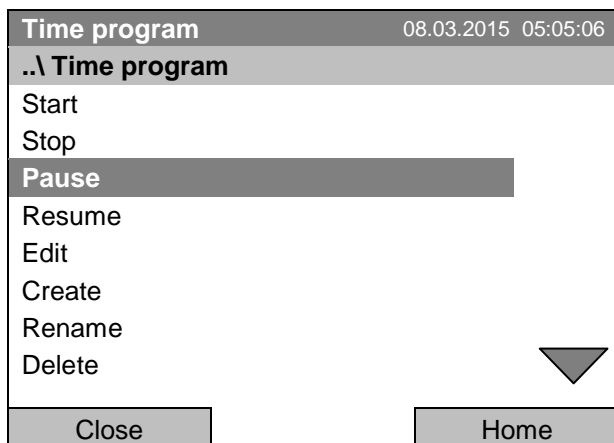 Time program 08.03.2015 05:05:06
..\ Time program
Start
Stop
Pause
Resume
Edit
Create
Rename
Delete
Close Home